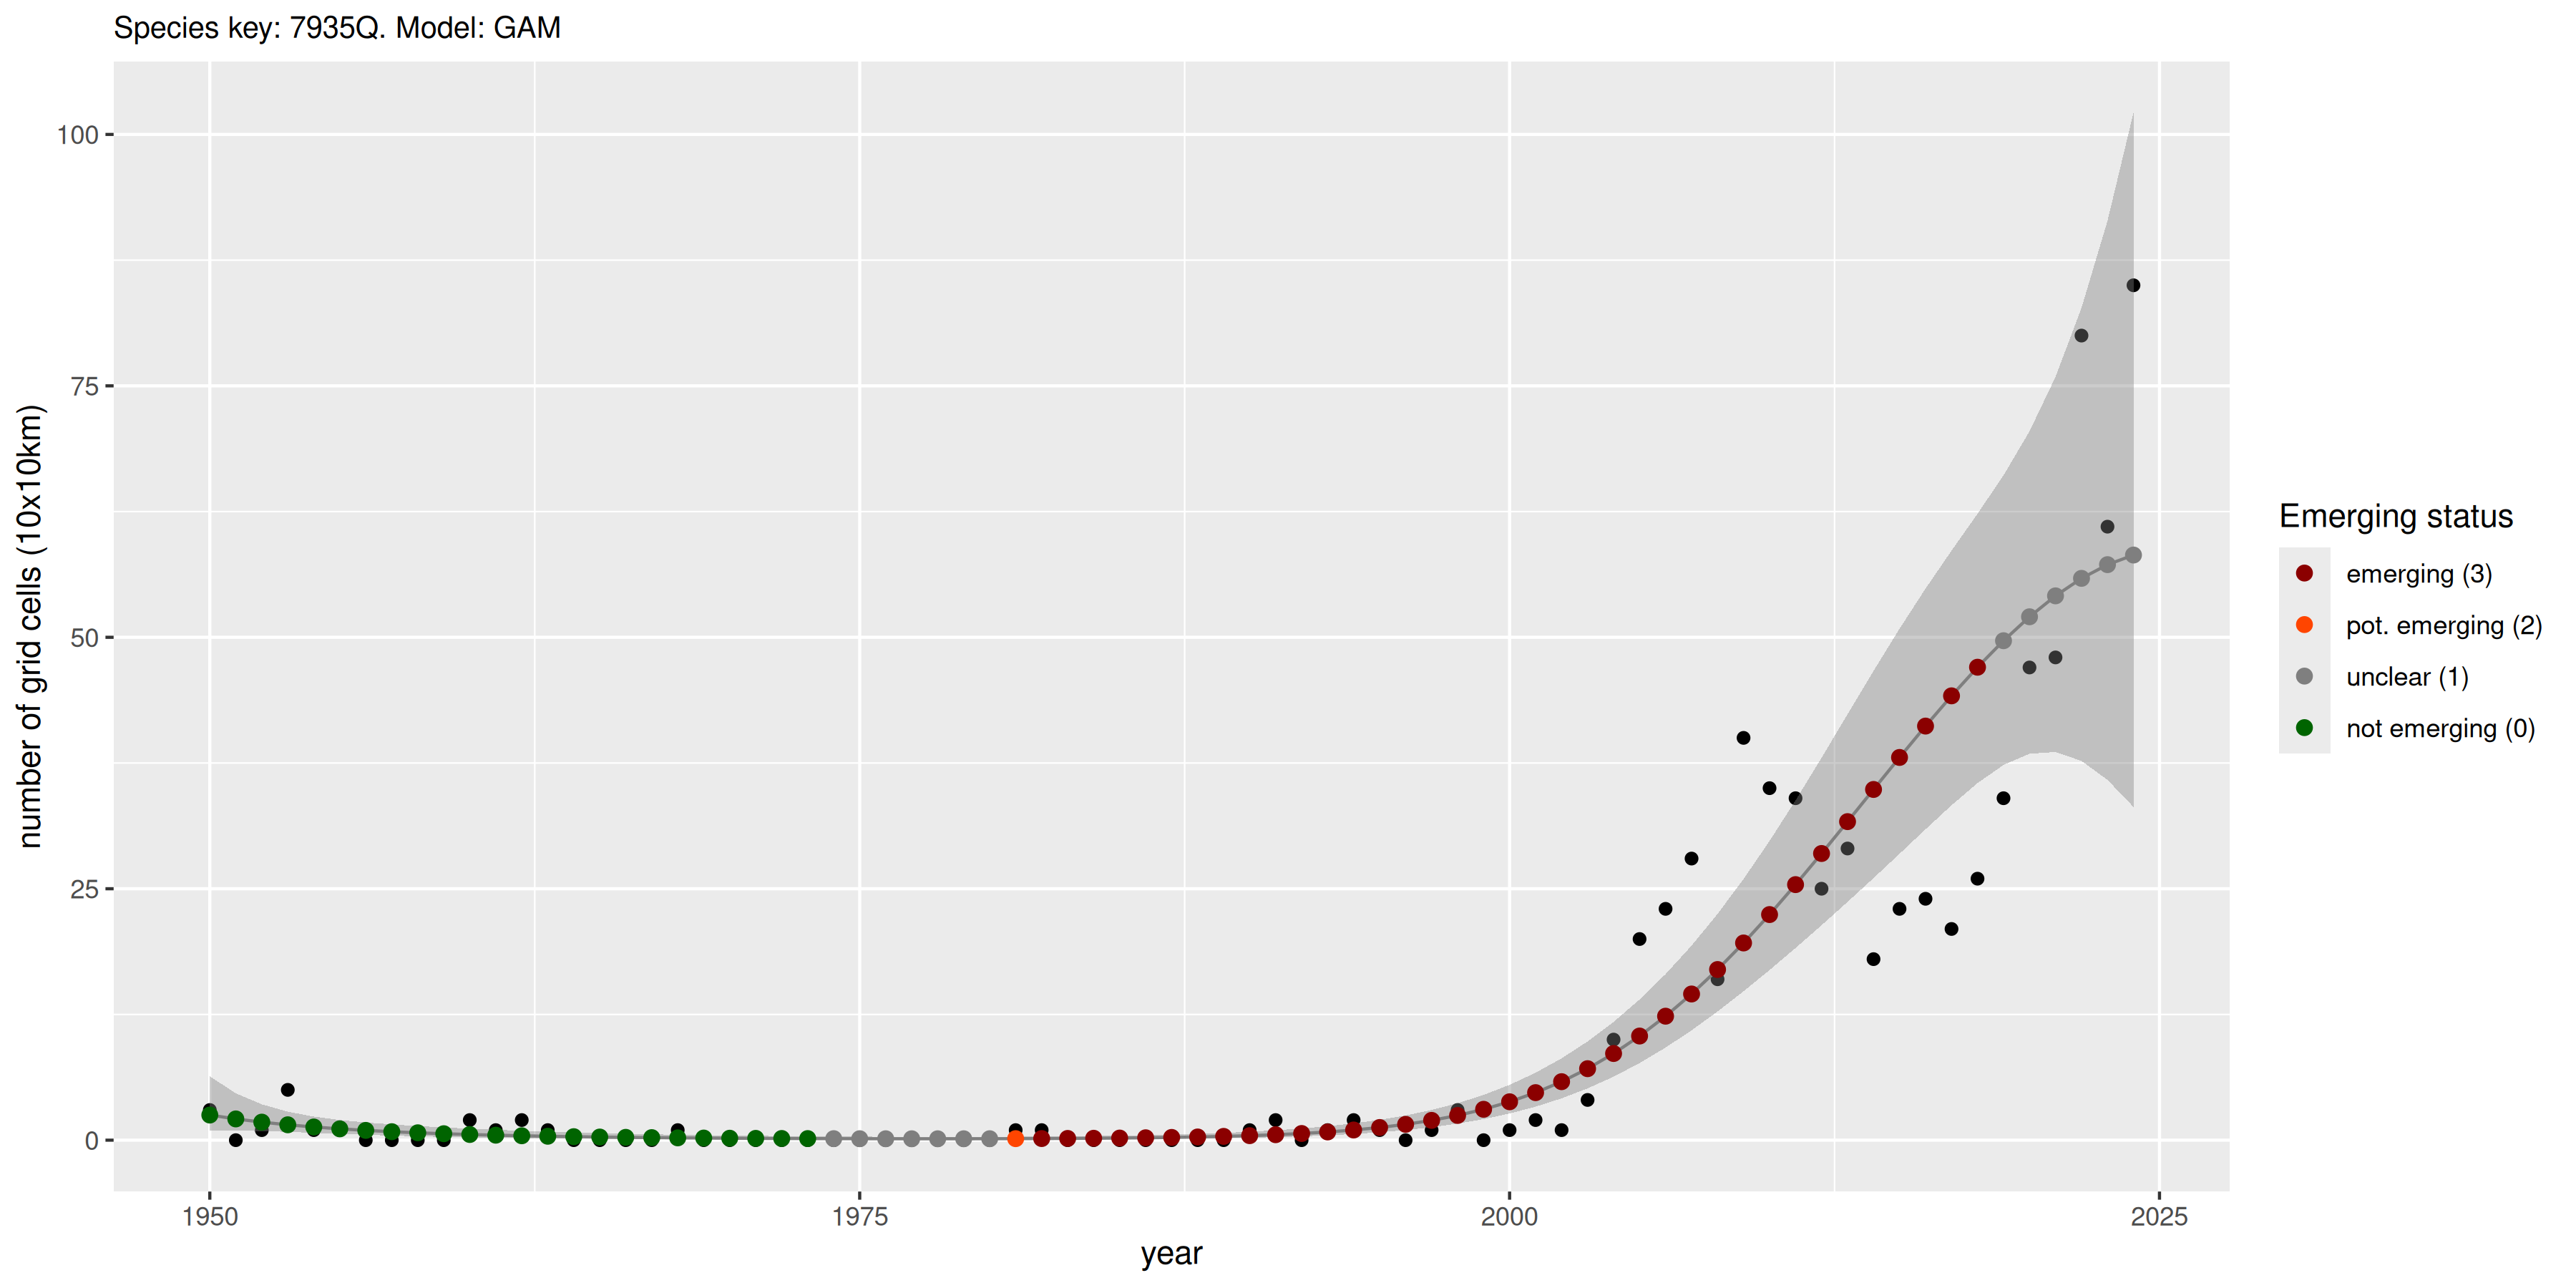 Species key: 7935Q. Model: GAM
100
75
50
25
0
number of grid cells (10x10km)
1950
1975
2000
2025
year
Emerging status
emerging (3)
pot. emerging (2)
unclear (1)
not emerging (0)